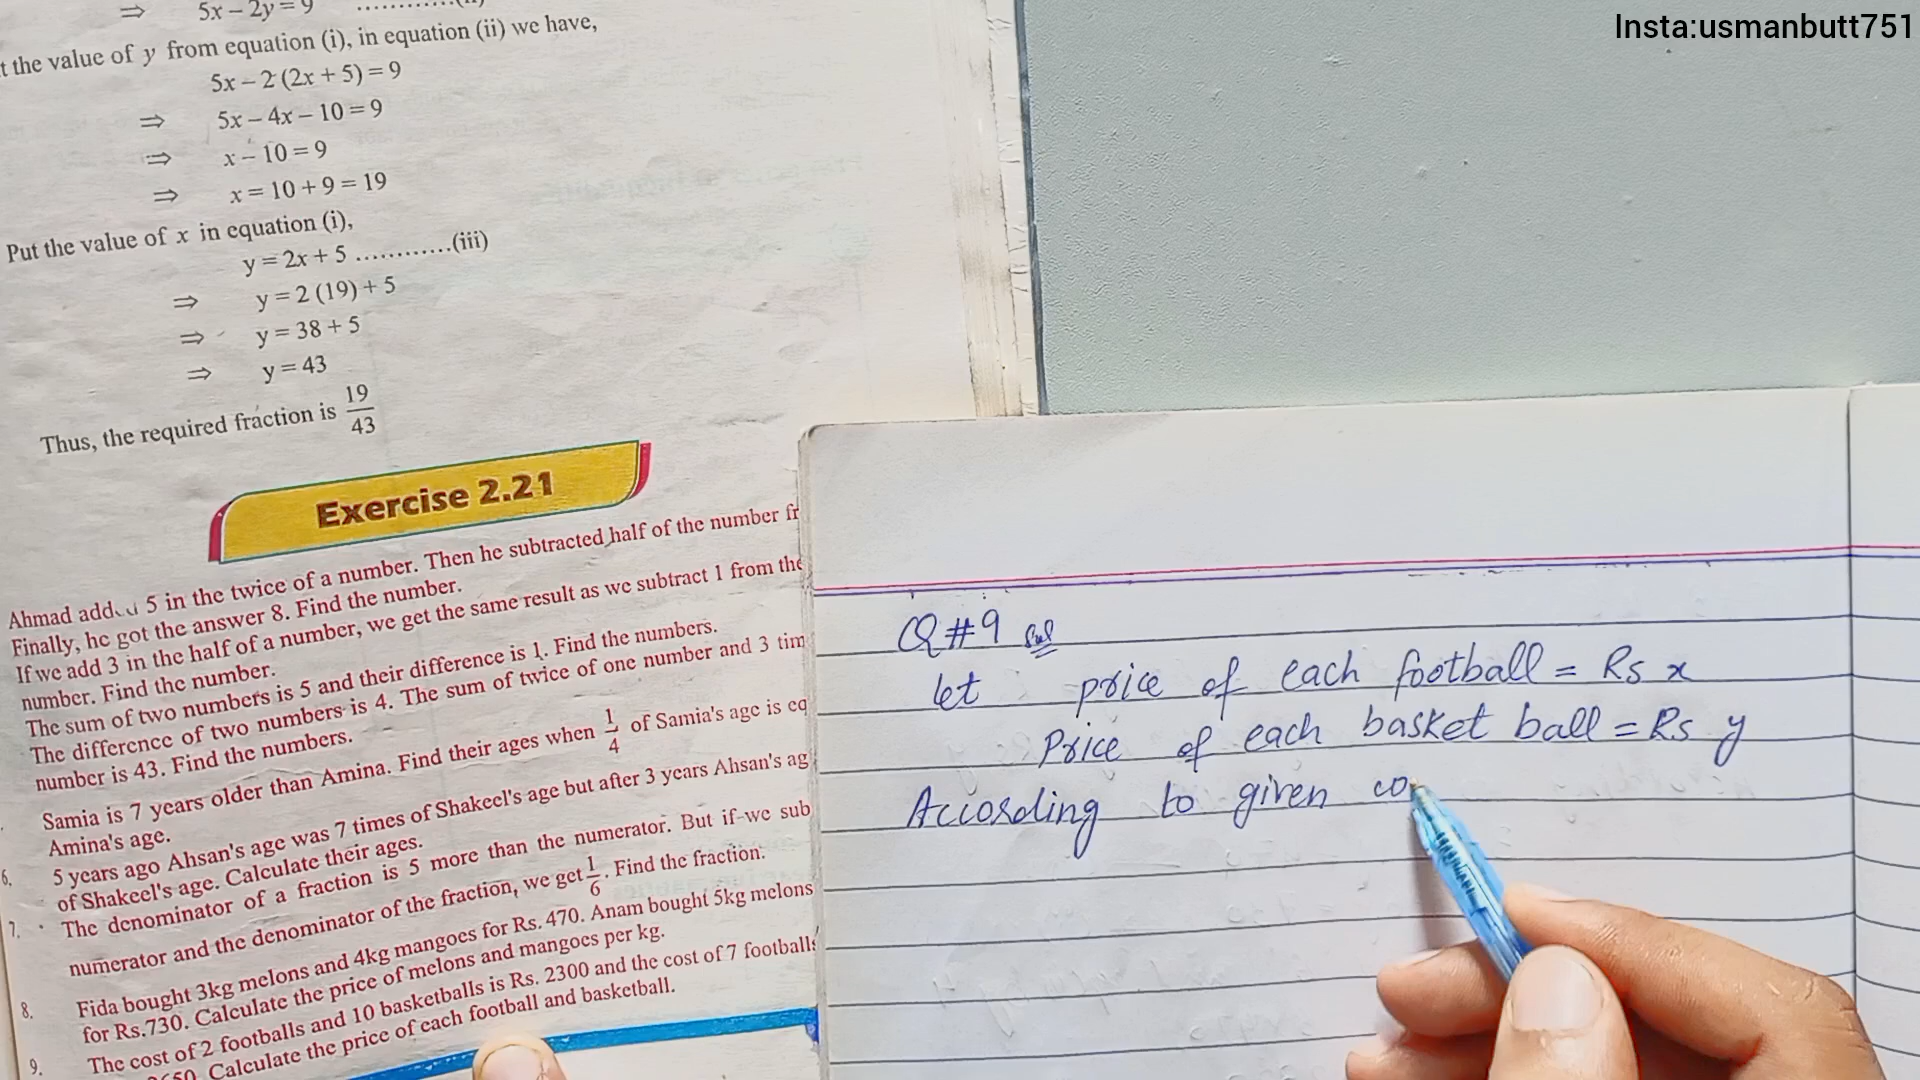 Insta:usmanbutt751
⇒ 5x – 2y = 9
t the value of y from equation (i), in equation (ii) we have,
5x – 2 (2x + 5) = 9
⇒ 5x – 4x – 10 = 9
⇒ x – 10 = 9
⇒ x = 10 + 9 = 19
Put the value of x in equation (i),
y = 2x + 5 ............(iii)
⇒ y = 2 (19) + 5
⇒ y = 38 + 5
⇒ y = 43
Thus, the required fraction is 19/43
Exercise 2.21
Ahmad added 5 in the twice of a number. Then he subtracted half of the number fr
Finally, he got the answer 8. Find the number.
If we add 3 in the half of a number, we get the same result as we subtract 1 from the
number. Find the number.
The sum of two numbers is 5 and their difference is 1. Find the numbers.
The difference of two numbers is 4. The sum of twice of one number and 3 tim
number is 43. Find the numbers.
Samia is 7 years older than Amina. Find their ages when 1/4 of Samia's age is eq
Amina's age.
6. 5 years ago Ahsan's age was 7 times of Shakeel's age but after 3 years Ahsan's ag
of Shakeel's age. Calculate their ages.
7. The denominator of a fraction is 5 more than the numerator. But if we sub
numerator and the denominator of the fraction, we get 1/6. Find the fraction.
8. Fida bought 3kg melons and 4kg mangoes for Rs. 470. Anam bought 5kg melons
for Rs.730. Calculate the price of melons and mangoes per kg.
9. The cost of 2 footballs and 10 basketballs is Rs. 2300 and the cost of 7 footballs
650. Calculate the price of each football and basketball.
Q#9 Sol
let price of each football = Rs x
Price of each basket ball = Rs y
According to given co